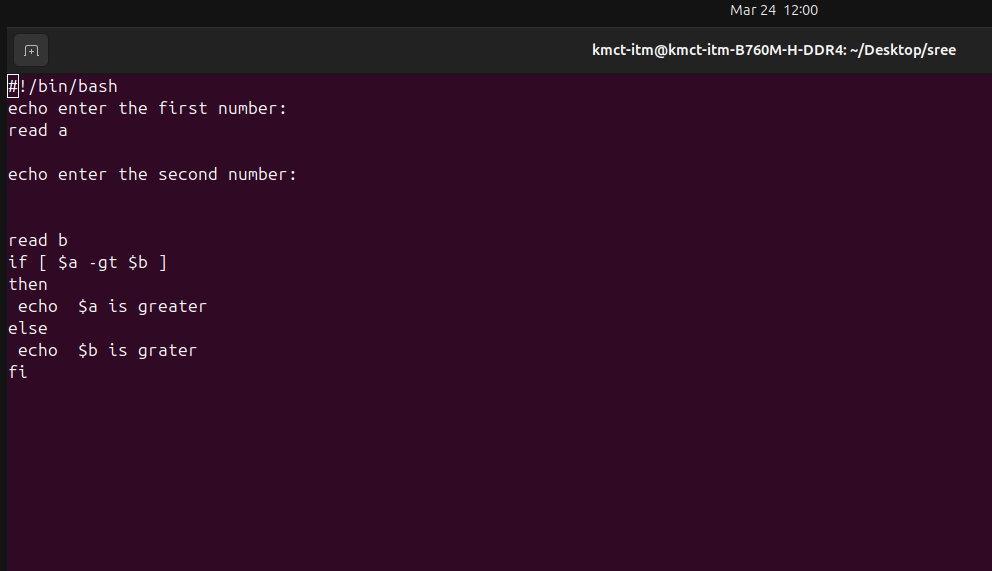 Mar 24 12:00
kmct-itm@kmct-itm-B760M-H-DDR4: ~/Desktop/sree
#!/bin/bash
echo enter the first number:
read a
echo enter the second number:
read b
if [ $a -gt $b ]
then
 echo  $a is greater
else
 echo  $b is grater
fi